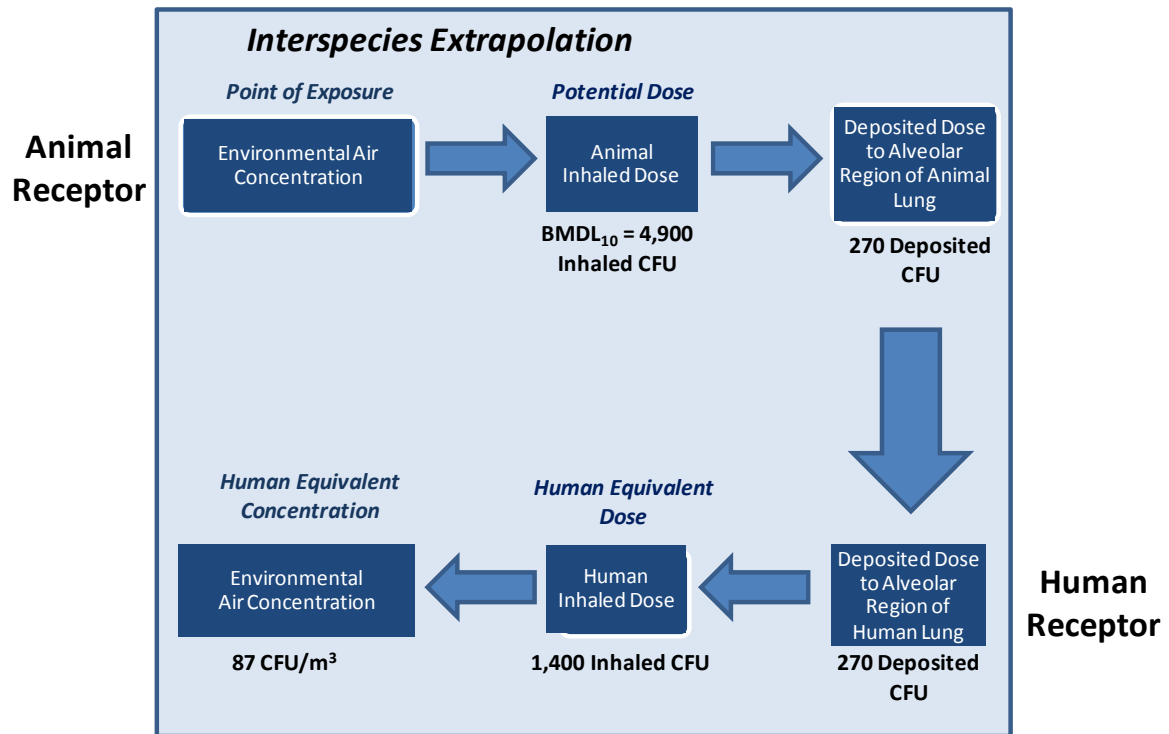 Interspecies Extrapolation
Point of Exposure
Potential Dose
Animal
Receptor
Environmental Air
Concentration
Animal
Inhaled Dose
Deposited Dose
to Alveolar
Region of Animal
Lung
BMDL₁₀ = 4,900
Inhaled CFU
270 Deposited
CFU
Human Equivalent
Concentration
Human Equivalent
Dose
Environmental
Air Concentration
Human
Inhaled Dose
Deposited Dose
to Alveolar
Region of
Human Lung
Human
Receptor
87 CFU/m³
1,400 Inhaled CFU
270 Deposited
CFU